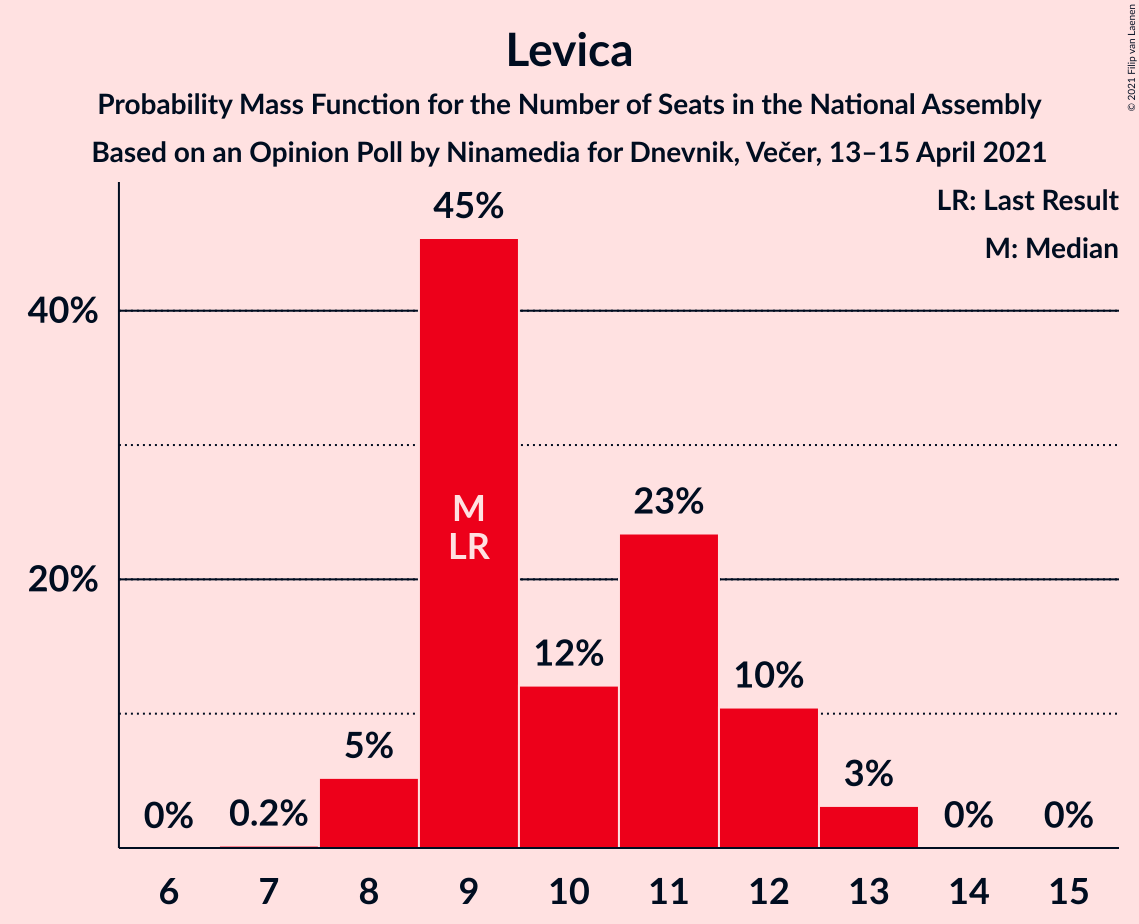 Levica
Probability Mass Function for the Number of Seats in the National Assembly
Based on an Opinion Poll by Ninamedia for Dnevnik, Večer, 13–15 April 2021
© 2021 Filip van Laenen
LR: Last Result
M: Median
40%
20%
0%
0.2%
5%
45%
12%
23%
10%
3%
0%
0%
M
LR
6 7 8 9 10 11 12 13 14 15